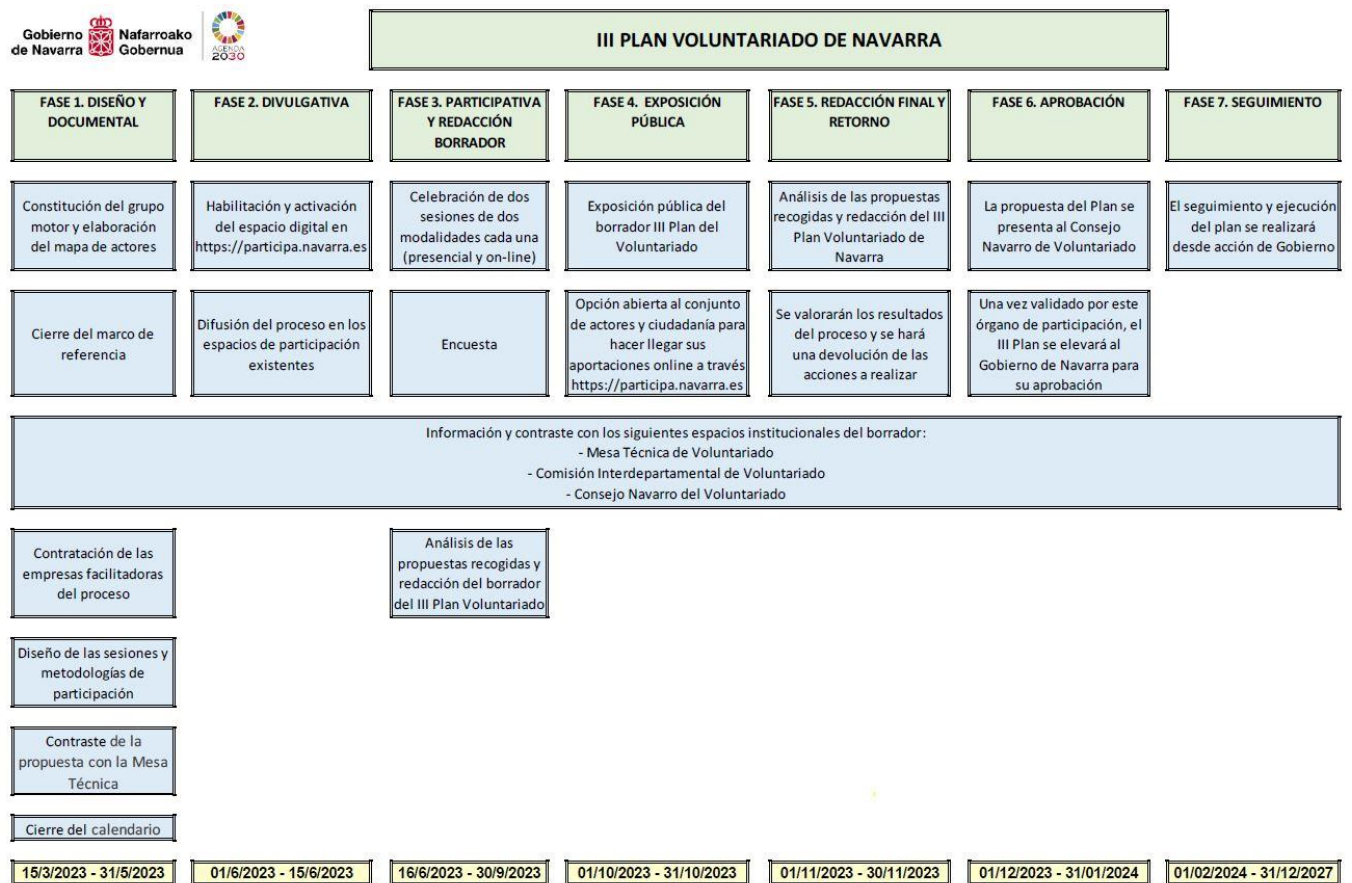 Gobierno
de Navarra
Nafarroako
Gobernua
AGENDA
2030
III PLAN VOLUNTARIADO DE NAVARRA
FASE 1. DISEÑO Y
DOCUMENTAL
FASE 2. DIVULGATIVA
FASE 3. PARTICIPATIVA
Y REDACCIÓN
BORRADOR
FASE 4. EXPOSICIÓN
PÚBLICA
FASE 5. REDACCIÓN FINAL Y
RETORNO
FASE 6. APROBACIÓN
FASE 7. SEGUIMIENTO
Constitución del grupo
motor y elaboración
del mapa de actores
Habilitación y activación
del espacio digital en
https://participa.navarra.es
Celebración de dos
sesiones de dos
modalidades cada una
(presencial y on-line)
Exposición pública del
borrador III Plan del
Voluntariado
Análisis de las propuestas
recogidas y redacción del III
Plan Voluntariado de
Navarra
La propuesta del Plan se
presenta al Consejo
Navarro de Voluntariado
El seguimiento y ejecución
del plan se realizará
desde acción de Gobierno
Cierre del marco de
referencia
Difusión del proceso en los
espacios de participación
existentes
Encuesta
Opción abierta al conjunto
de actores y ciudadanía para
hacer llegar sus
aportaciones online a través
https://participa.navarra.es
Se valorarán los resultados
del proceso y se hará
una devolución de las
acciones a realizar
Una vez validado por este
órgano de participación, el
III Plan se elevará al
Gobierno de Navarra para
su aprobación
Información y contraste con los siguientes espacios institucionales del borrador:
- Mesa Técnica de Voluntariado
- Comisión Interdepartamental de Voluntariado
- Consejo Navarro del Voluntariado
Contratación de las
empresas facilitadoras
del proceso
Análisis de las
propuestas recogidas y
redacción del borrador
del III Plan Voluntariado
Diseño de las sesiones y
metodologías de
participación
Contraste de la
propuesta con la Mesa
Técnica
Cierre del calendario
15/3/2023 - 31/5/2023
01/6/2023 - 15/6/2023
16/6/2023 - 30/9/2023
01/10/2023 - 31/10/2023
01/11/2023 - 30/11/2023
01/12/2023 - 31/01/2024
01/02/2024 - 31/12/2027